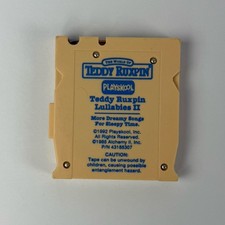 THE WORLD OF
TEDDY RUXPIN
PLAYSKOOL
Teddy Ruxpin
Lullabies II
More Dreamy Songs
For Sleepy Time.
©1992 Playskool, Inc.
All Rights Reserved.
©1985 Alchemy II, Inc.
P/N
CAUTION:
Tape can be unwound by
children, causing possible
entanglement hazard.